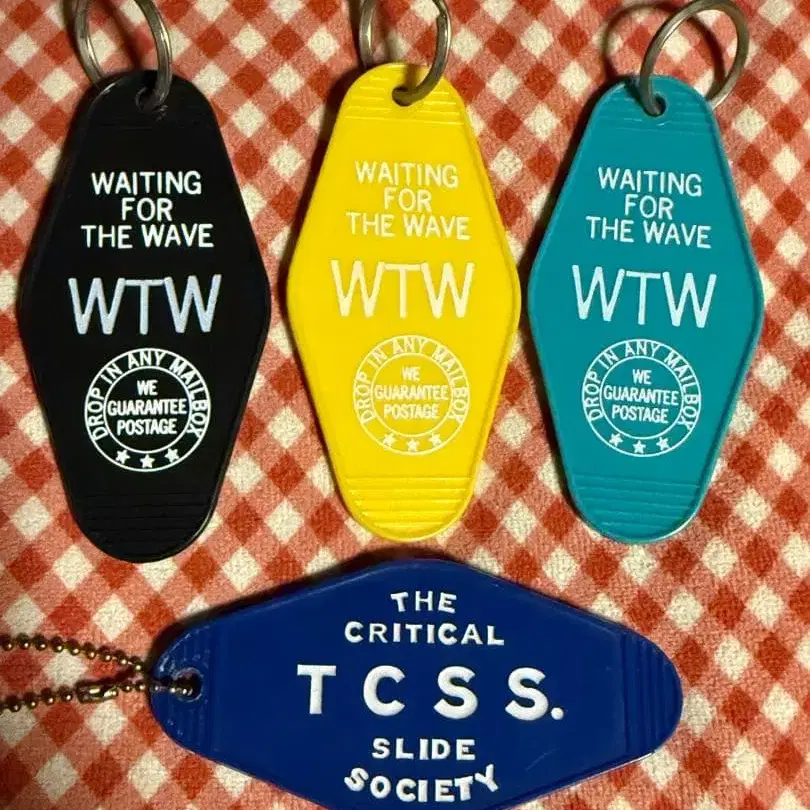 WAITING
FOR
THE WAVE
WTW
DROP IN ANY MAILBOX
WE
GUARANTEE
POSTAGE
WAITING
FOR
THE WAVE
WTW
DROP IN ANY MAILBOX
WE
GUARANTEE
POSTAGE
WAITING
FOR
THE WAVE
WTW
DROP IN ANY MAILBOX
WE
GUARANTEE
POSTAGE
THE
CRITICAL
TCSS.
SLIDE
SOCIETY